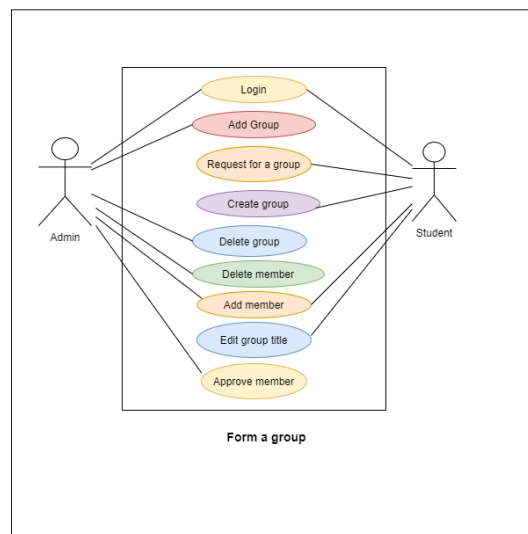 Login
Add Group
Request for a group
Create group
Admin
Student
Delete group
Delete member
Add member
Edit group title
Approve member
Form a group